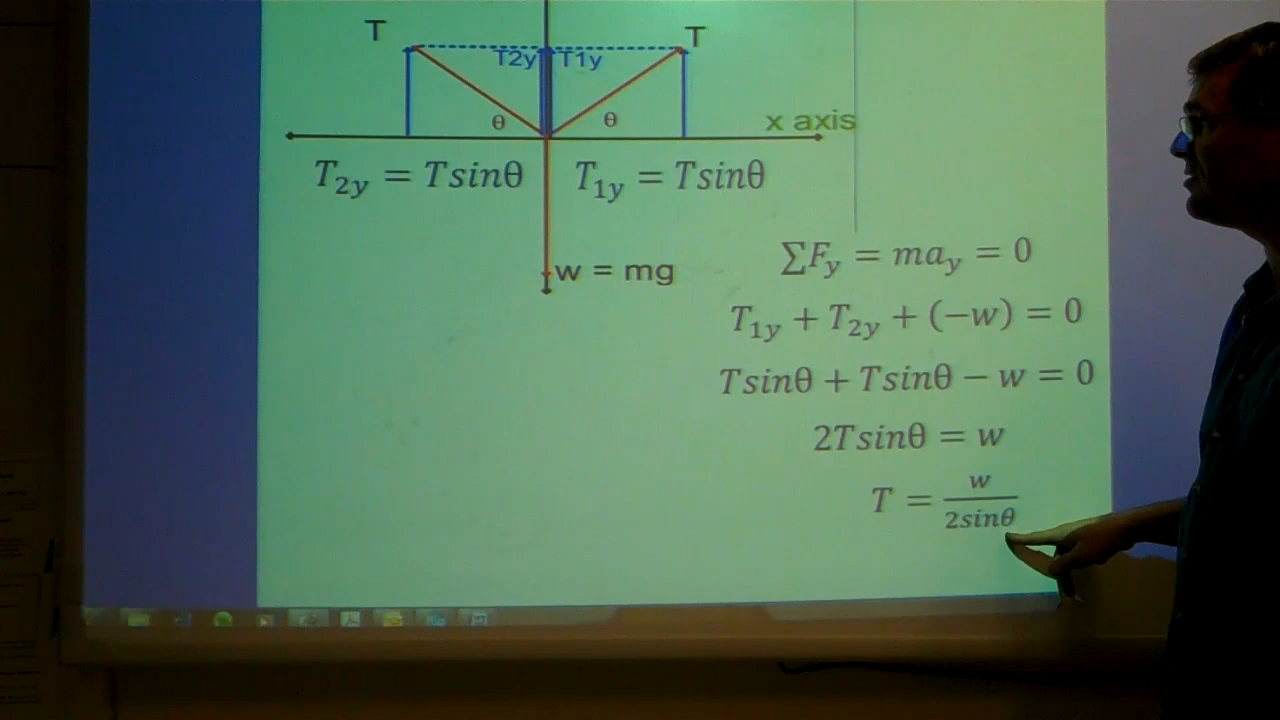 T T
T2y T1y
θ θ
x axis
T₂y = Tsinθ T₁y = Tsinθ
w = mg
∑Fy = may = 0
T₁y + T₂y + (−w) = 0
Tsinθ + Tsinθ − w = 0
2Tsinθ = w
T = w/2sinθ